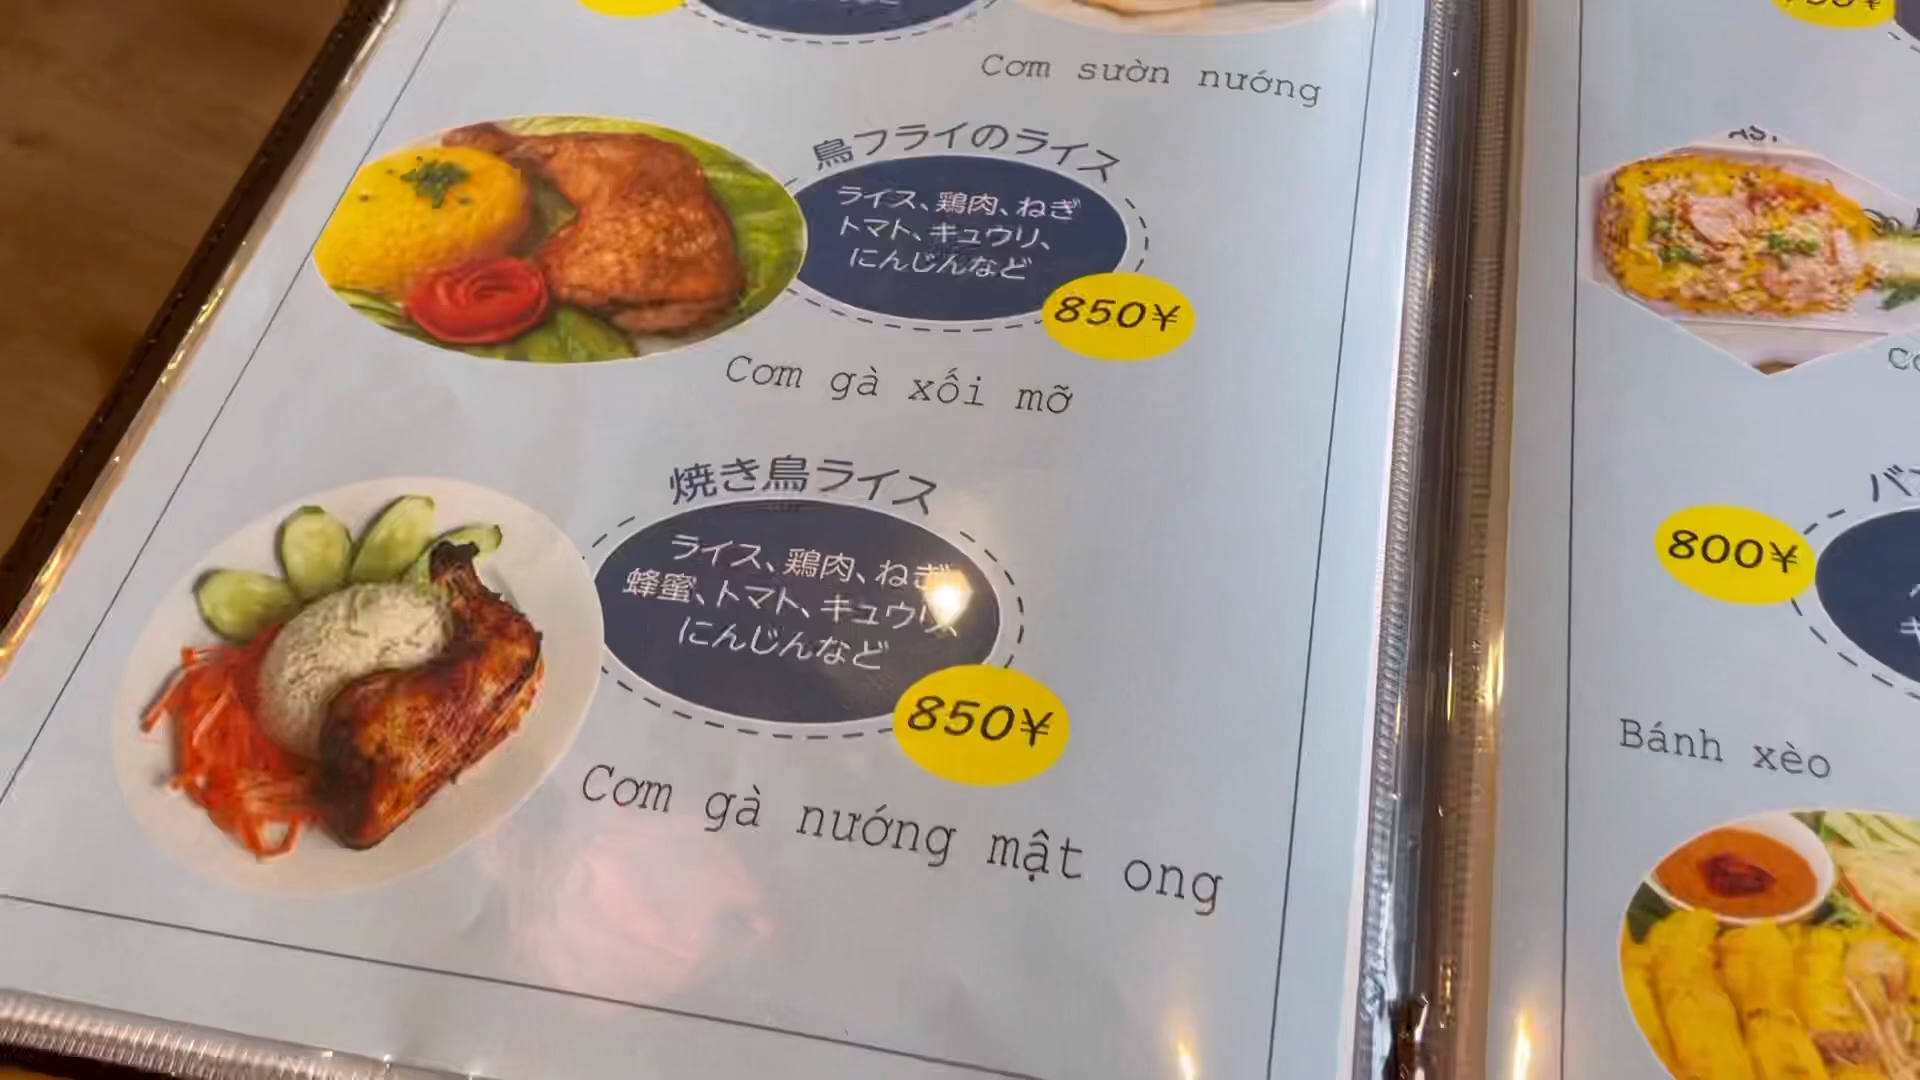 Cơm sườn nướng
鳥フライのライス
ライス、鶏肉、ねぎ
トマト、キュウリ、
にんじんなど
850¥
Cơm gà xối mỡ
焼き鳥ライス
ライス、鶏肉、ねぎ
蜂蜜、トマト、キュウリ、
にんじんなど
850¥
Cơm gà nướng mật ong
800¥
Bánh xèo